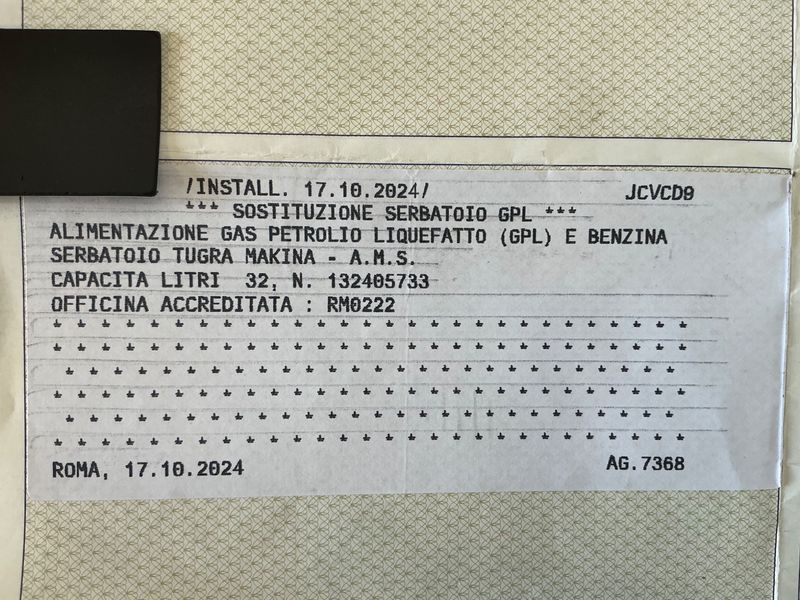 /INSTALL. 17.10.2024/ JCVCD9
*** SOSTITUZIONE SERBATOIO GPL ***
ALIMENTAZIONE GAS PETROLIO LIQUEFATTO (GPL) E BENZINA
SERBATOIO TUGRA MAKINA - A.M.S.
CAPACITA LITRI 32, N. 132405733
OFFICINA ACCREDITATA : RM0222
* * * * * * * * * * * * * * * * * * * * * * * * * * *
* * * * * * * * * * * * * * * * * * * * * * * * * * *
* * * * * * * * * * * * * * * * * * * * * * * * * *
* * * * * * * * * * * * * * * * * * * * * * * * * * *
* * * * * * * * * * * * * * * * * * * * * * * * * *
* * * * * * * * * * * * * * * * * * * * * * * * * * *
ROMA, 17.10.2024 AG.7368